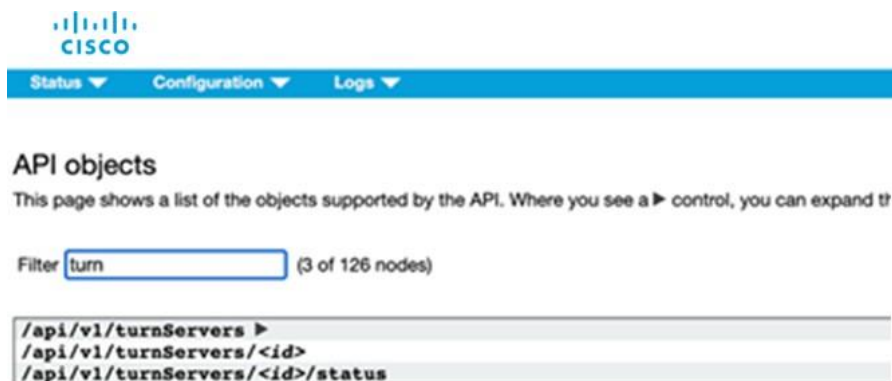 CISCO
Status Configuration Logs
API objects
This page shows a list of the objects supported by the API. Where you see a ▶ control, you can expand
Filter turn (3 of 126 nodes)
/api/v1/turnServers ▶
/api/v1/turnServers/<id>
/api/v1/turnServers/<id>/status